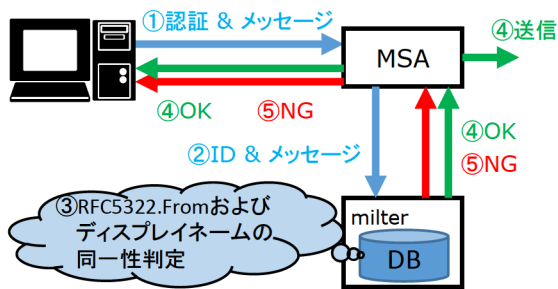 ①認証 & メッセージ
④送信
MSA
④OK
⑤NG
④OK
⑤NG
②ID & メッセージ
③RFC5322.Fromおよび
ディスプレイネームの
同一性判定
milter
DB